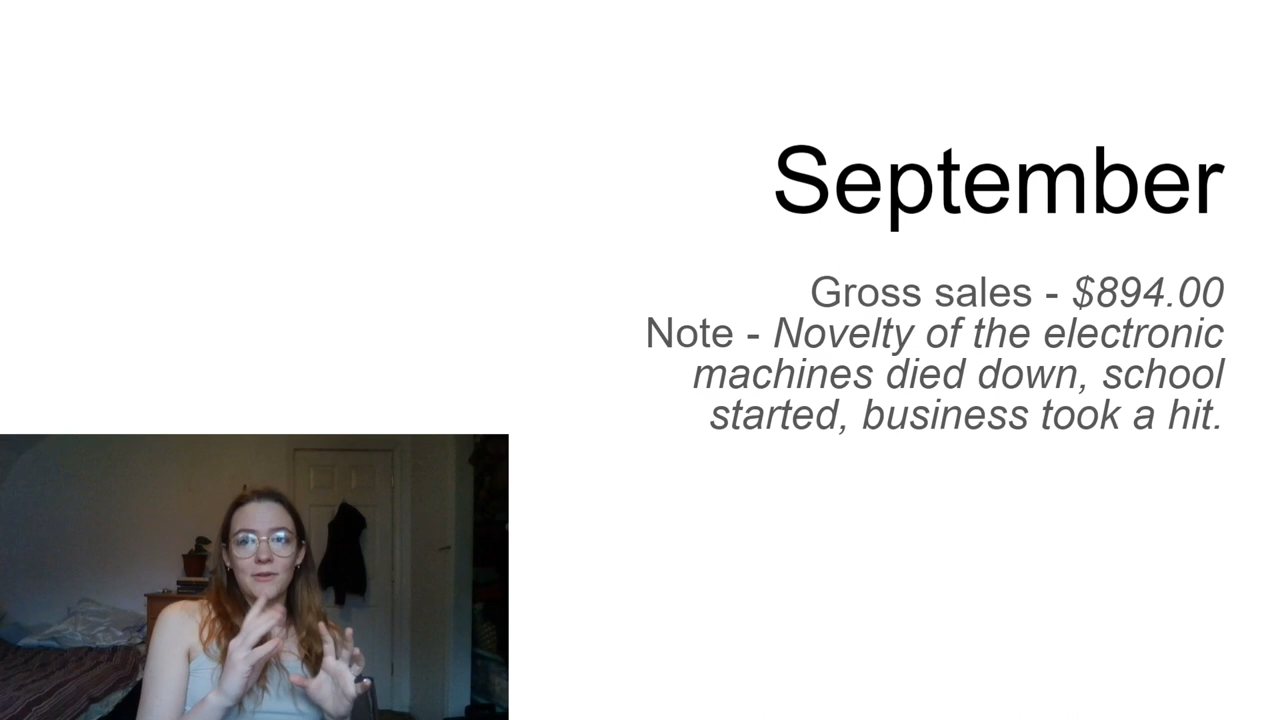 September
Gross sales - $894.00
Note - Novelty of the electronic
machines died down, school
started, business took a hit.